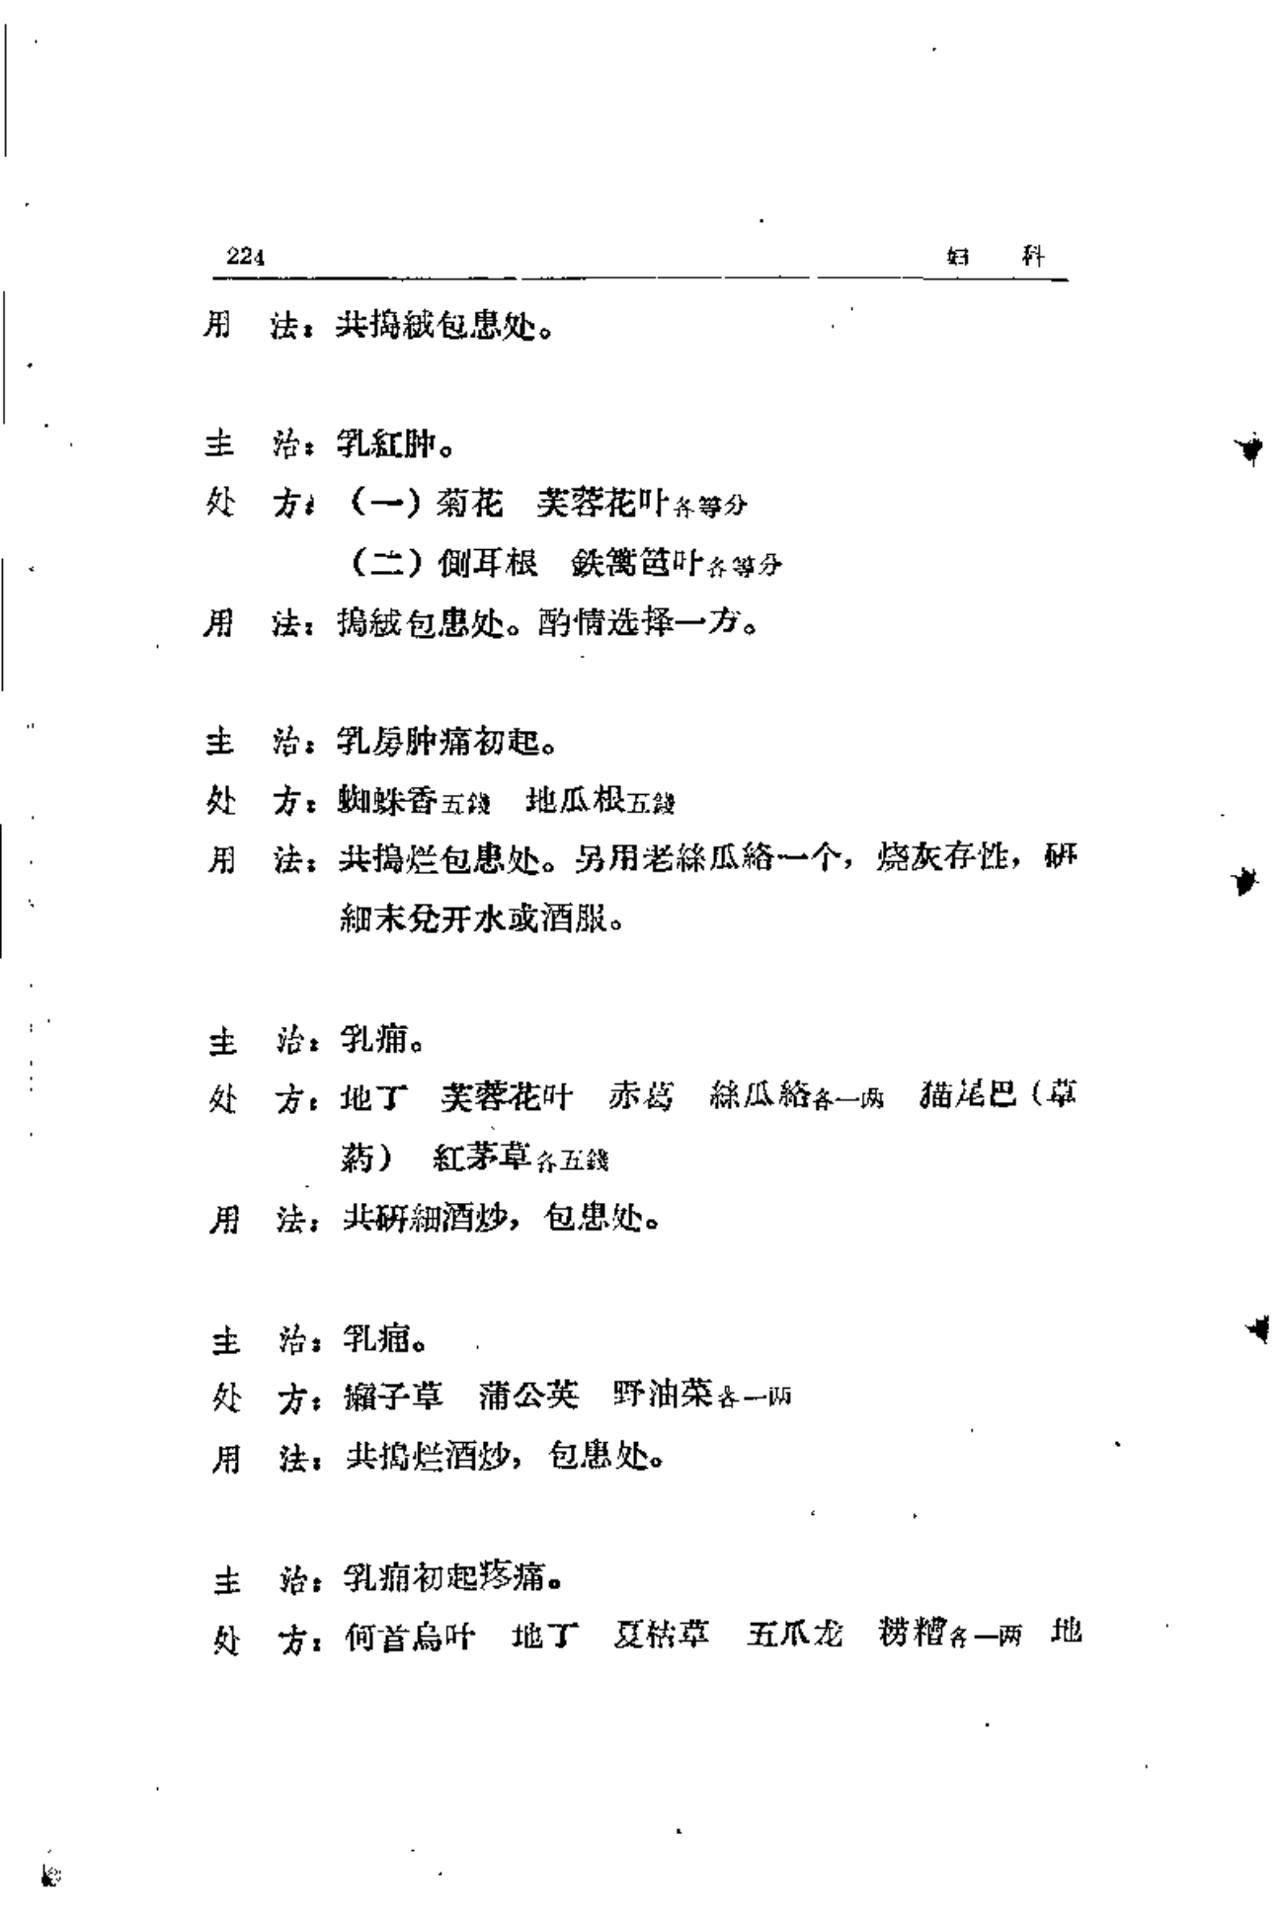 224 妇 科
用 法：共搗絨包患处。
主 治：乳紅肿。
处 方：（一）菊花 芙蓉花叶各等分
（二）側耳根 鉄篱笆叶各等分
用 法：搗絨包患处。酌情选择一方。
主 治：乳房肿痛初起。
处 方：蜘蛛香五錢 地瓜根五錢
用 法：共搗烂包患处。另用老絲瓜絡一个，烧灰存性，研
細末兌开水或酒服。
主 治：乳痈。
处 方：地丁 芙蓉花叶 赤葛 絲瓜絡各一两 猫尾巴（草
葯） 紅茅草各五錢
用 法：共研細酒炒，包患处。
主 治：乳痈。
处 方：癩子草 蒲公英 野油菜各一两
用 法：共搗烂酒炒，包患处。
主 治：乳痈初起疼痛。
处 方：何首烏叶 地丁 夏枯草 五爪龙 捞糟各一两 地